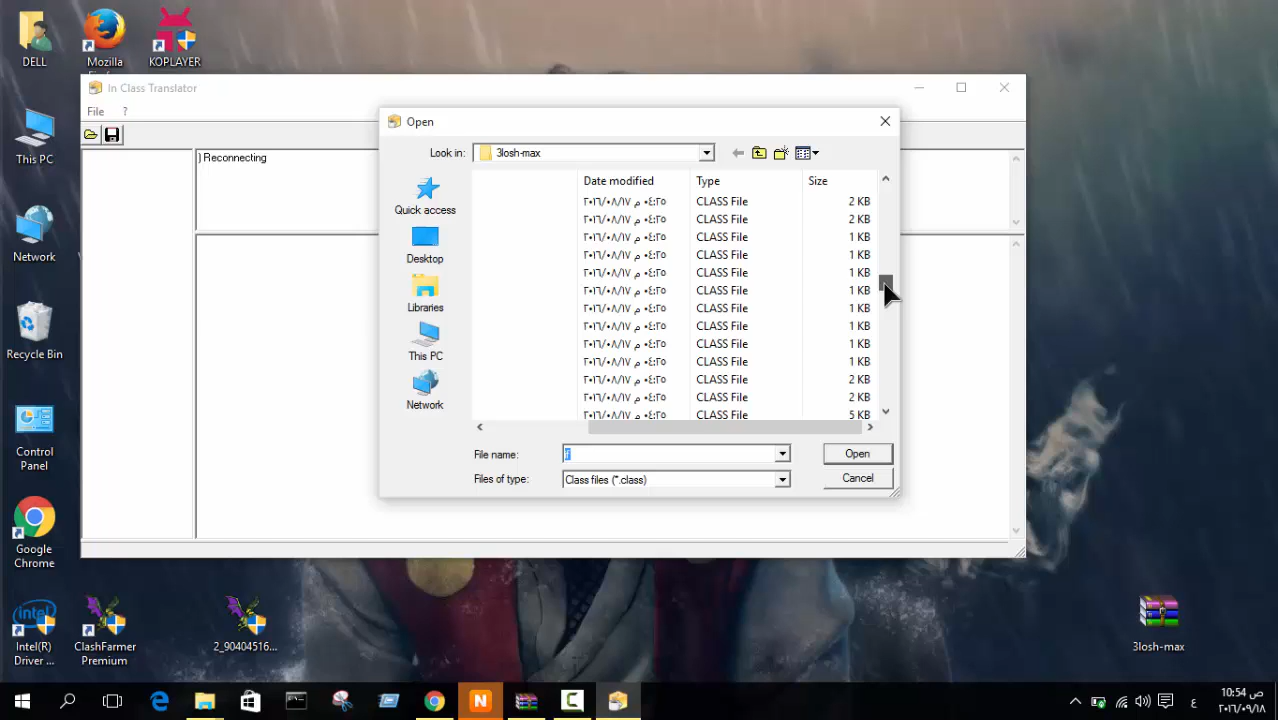 DELL
Mozilla
KOPLAYER
This PC
Network
Recycle Bin
Control
Panel
Google
Chrome
Intel(R)
Driver ...
ClashFarmer
Premium
2_90404516...
3losh-max
In Class Translator
File ?
) Reconnecting
Open
Look in: 3losh-max
Quick access
Desktop
Libraries
This PC
Network
Date modified Type Size
٢٠١٦/٠٨/١٧ ٠٤:٢٥ م CLASS File 2 KB
٢٠١٦/٠٨/١٧ ٠٤:٢٥ م CLASS File 2 KB
٢٠١٦/٠٨/١٧ ٠٤:٢٥ م CLASS File 1 KB
٢٠١٦/٠٨/١٧ ٠٤:٢٥ م CLASS File 1 KB
٢٠١٦/٠٨/١٧ ٠٤:٢٥ م CLASS File 1 KB
٢٠١٦/٠٨/١٧ ٠٤:٢٥ م CLASS File 1 KB
٢٠١٦/٠٨/١٧ ٠٤:٢٥ م CLASS File 1 KB
٢٠١٦/٠٨/١٧ ٠٤:٢٥ م CLASS File 1 KB
٢٠١٦/٠٨/١٧ ٠٤:٢٥ م CLASS File 1 KB
٢٠١٦/٠٨/١٧ ٠٤:٢٥ م CLASS File 1 KB
٢٠١٦/٠٨/١٧ ٠٤:٢٥ م CLASS File 2 KB
٢٠١٦/٠٨/١٧ ٠٤:٢٥ م CLASS File 2 KB
٢٠١٦/٠٨/١٧ ٠٤:٢٥ م CLASS File 5 KB
File name: f Open
Files of type: Class files (*.class) Cancel
ع
10:54 ص
٢٠١٦/٠٩/١٨